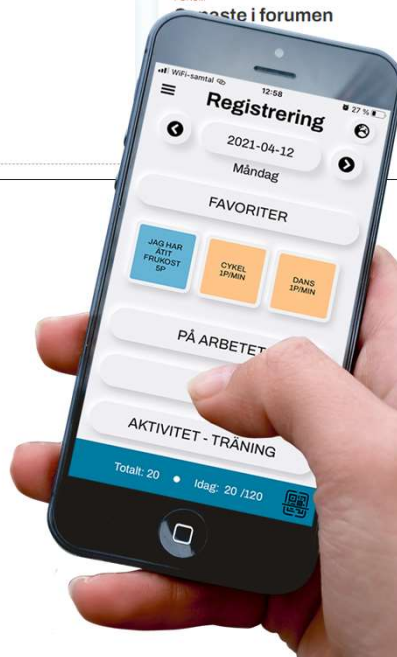 i forumen
WiFi-samtal
12:58
27 %
Registrering
2021-04-12
Måndag
FAVORITER
JAG HAR
ÄTIT
FRUKOST
5P
CYKEL
1P/MIN
DANS
1P/MIN
PÅ ARBETET
AKTIVITET - TRÄNING
Totalt: 20
Idag: 20 /120